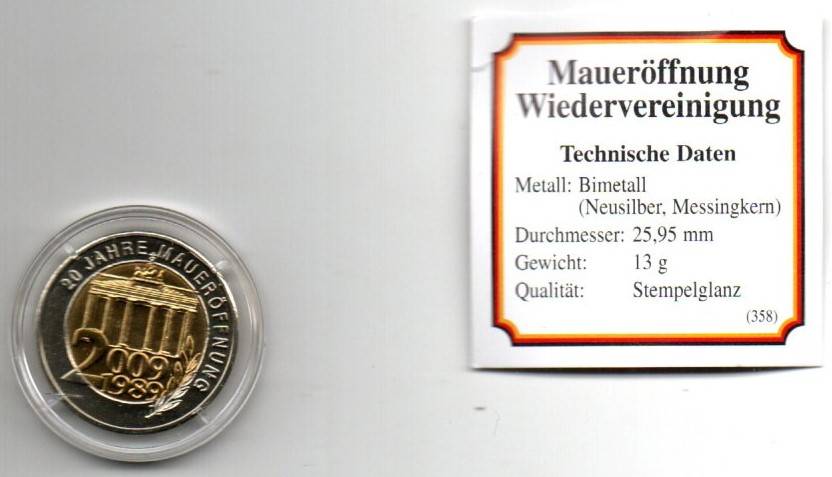 20 JAHRE MAUERÖFFNUNG
2009
1989
Maueröffnung
Wiedervereinigung
Technische Daten
Metall: Bimetall
(Neusilber, Messingkern)
Durchmesser: 25,95 mm
Gewicht: 13 g
Qualität: Stempelglanz
(358)